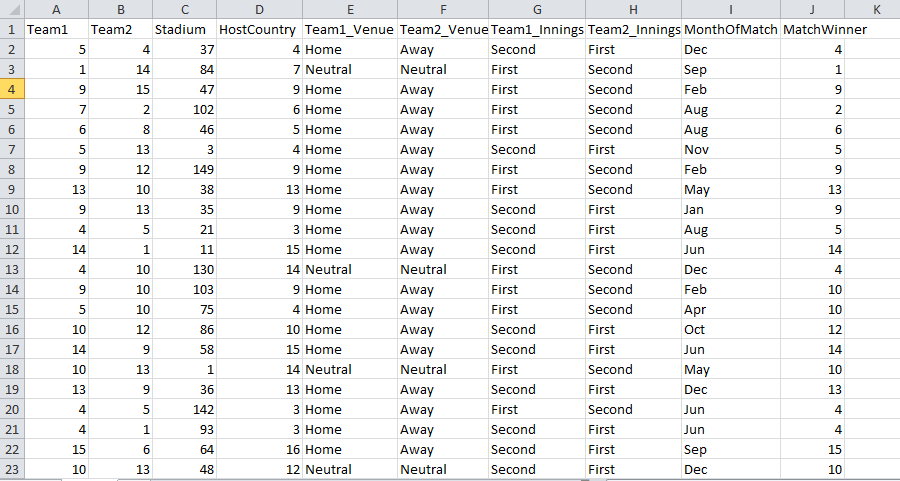 A B C D E F G H I J K
1 Team1 Team2 Stadium HostCountry Team1_Venue Team2_Venue Team1_Innings Team2_Innings MonthOfMatch MatchWinner
2 5 4 37 4 Home Away Second First Dec 4
3 1 14 84 7 Neutral Neutral First Second Sep 1
4 9 15 47 9 Home Away First Second Feb 9
5 7 2 102 6 Home Away First Second Aug 2
6 6 8 46 5 Home Away First Second Aug 6
7 5 13 3 4 Home Away Second First Nov 5
8 9 12 149 9 Home Away First Second Feb 9
9 13 10 38 13 Home Away First Second May 13
10 9 13 35 9 Home Away Second First Jan 9
11 4 5 21 3 Home Away Second First Aug 5
12 14 1 11 15 Home Away Second First Jun 14
13 4 10 130 14 Neutral Neutral First Second Dec 4
14 9 10 103 9 Home Away First Second Feb 10
15 5 10 75 4 Home Away First Second Apr 10
16 10 12 86 10 Home Away Second First Oct 12
17 14 9 58 15 Home Away Second First Jun 14
18 10 13 1 14 Neutral Neutral First Second May 10
19 13 9 36 13 Home Away Second First Dec 13
20 4 5 142 3 Home Away First Second Jun 4
21 4 1 93 3 Home Away Second First Jun 4
22 15 6 64 16 Home Away Second First Sep 15
23 10 13 48 12 Neutral Neutral Second First Dec 10